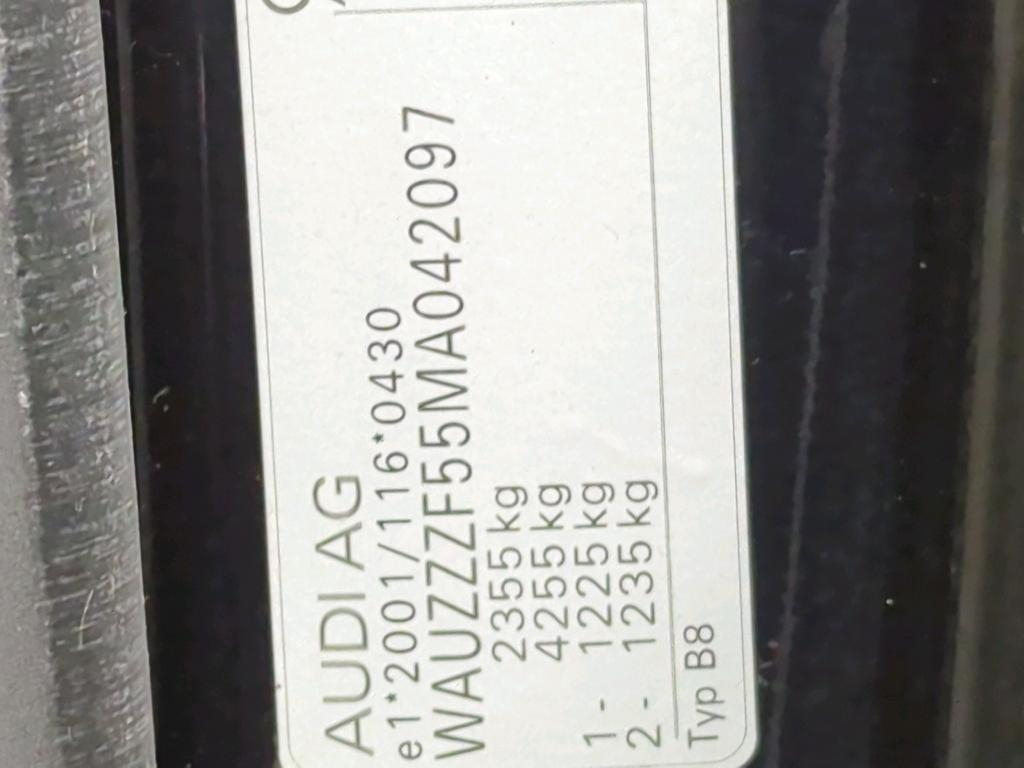 AUDI AG
e1*2001/116*0430
WAUZZZF55MA042097
2355 kg
4255 kg
1 - 1225 kg
2 - 1235 kg
Typ B8